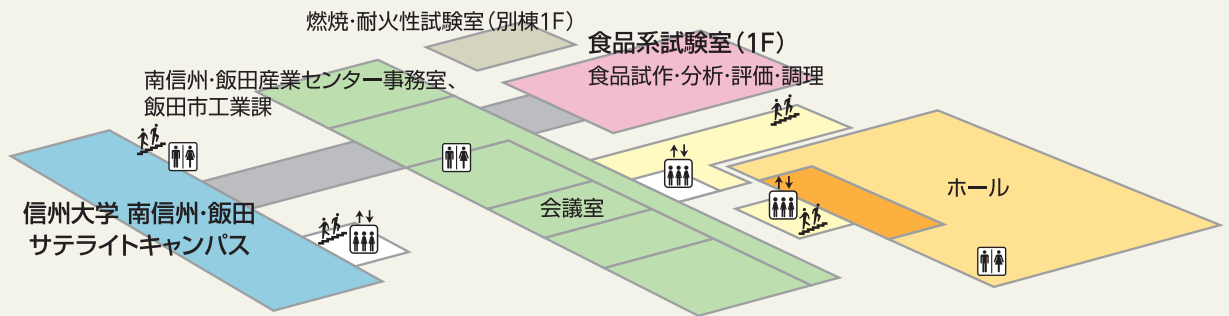 燃焼・耐火性試験室（別棟1F）
食品系試験室（1F）
食品試作・分析・評価・調理
南信州・飯田産業センター事務室、
飯田市工業課
信州大学 南信州・飯田
サテライトキャンパス
会議室
ホール